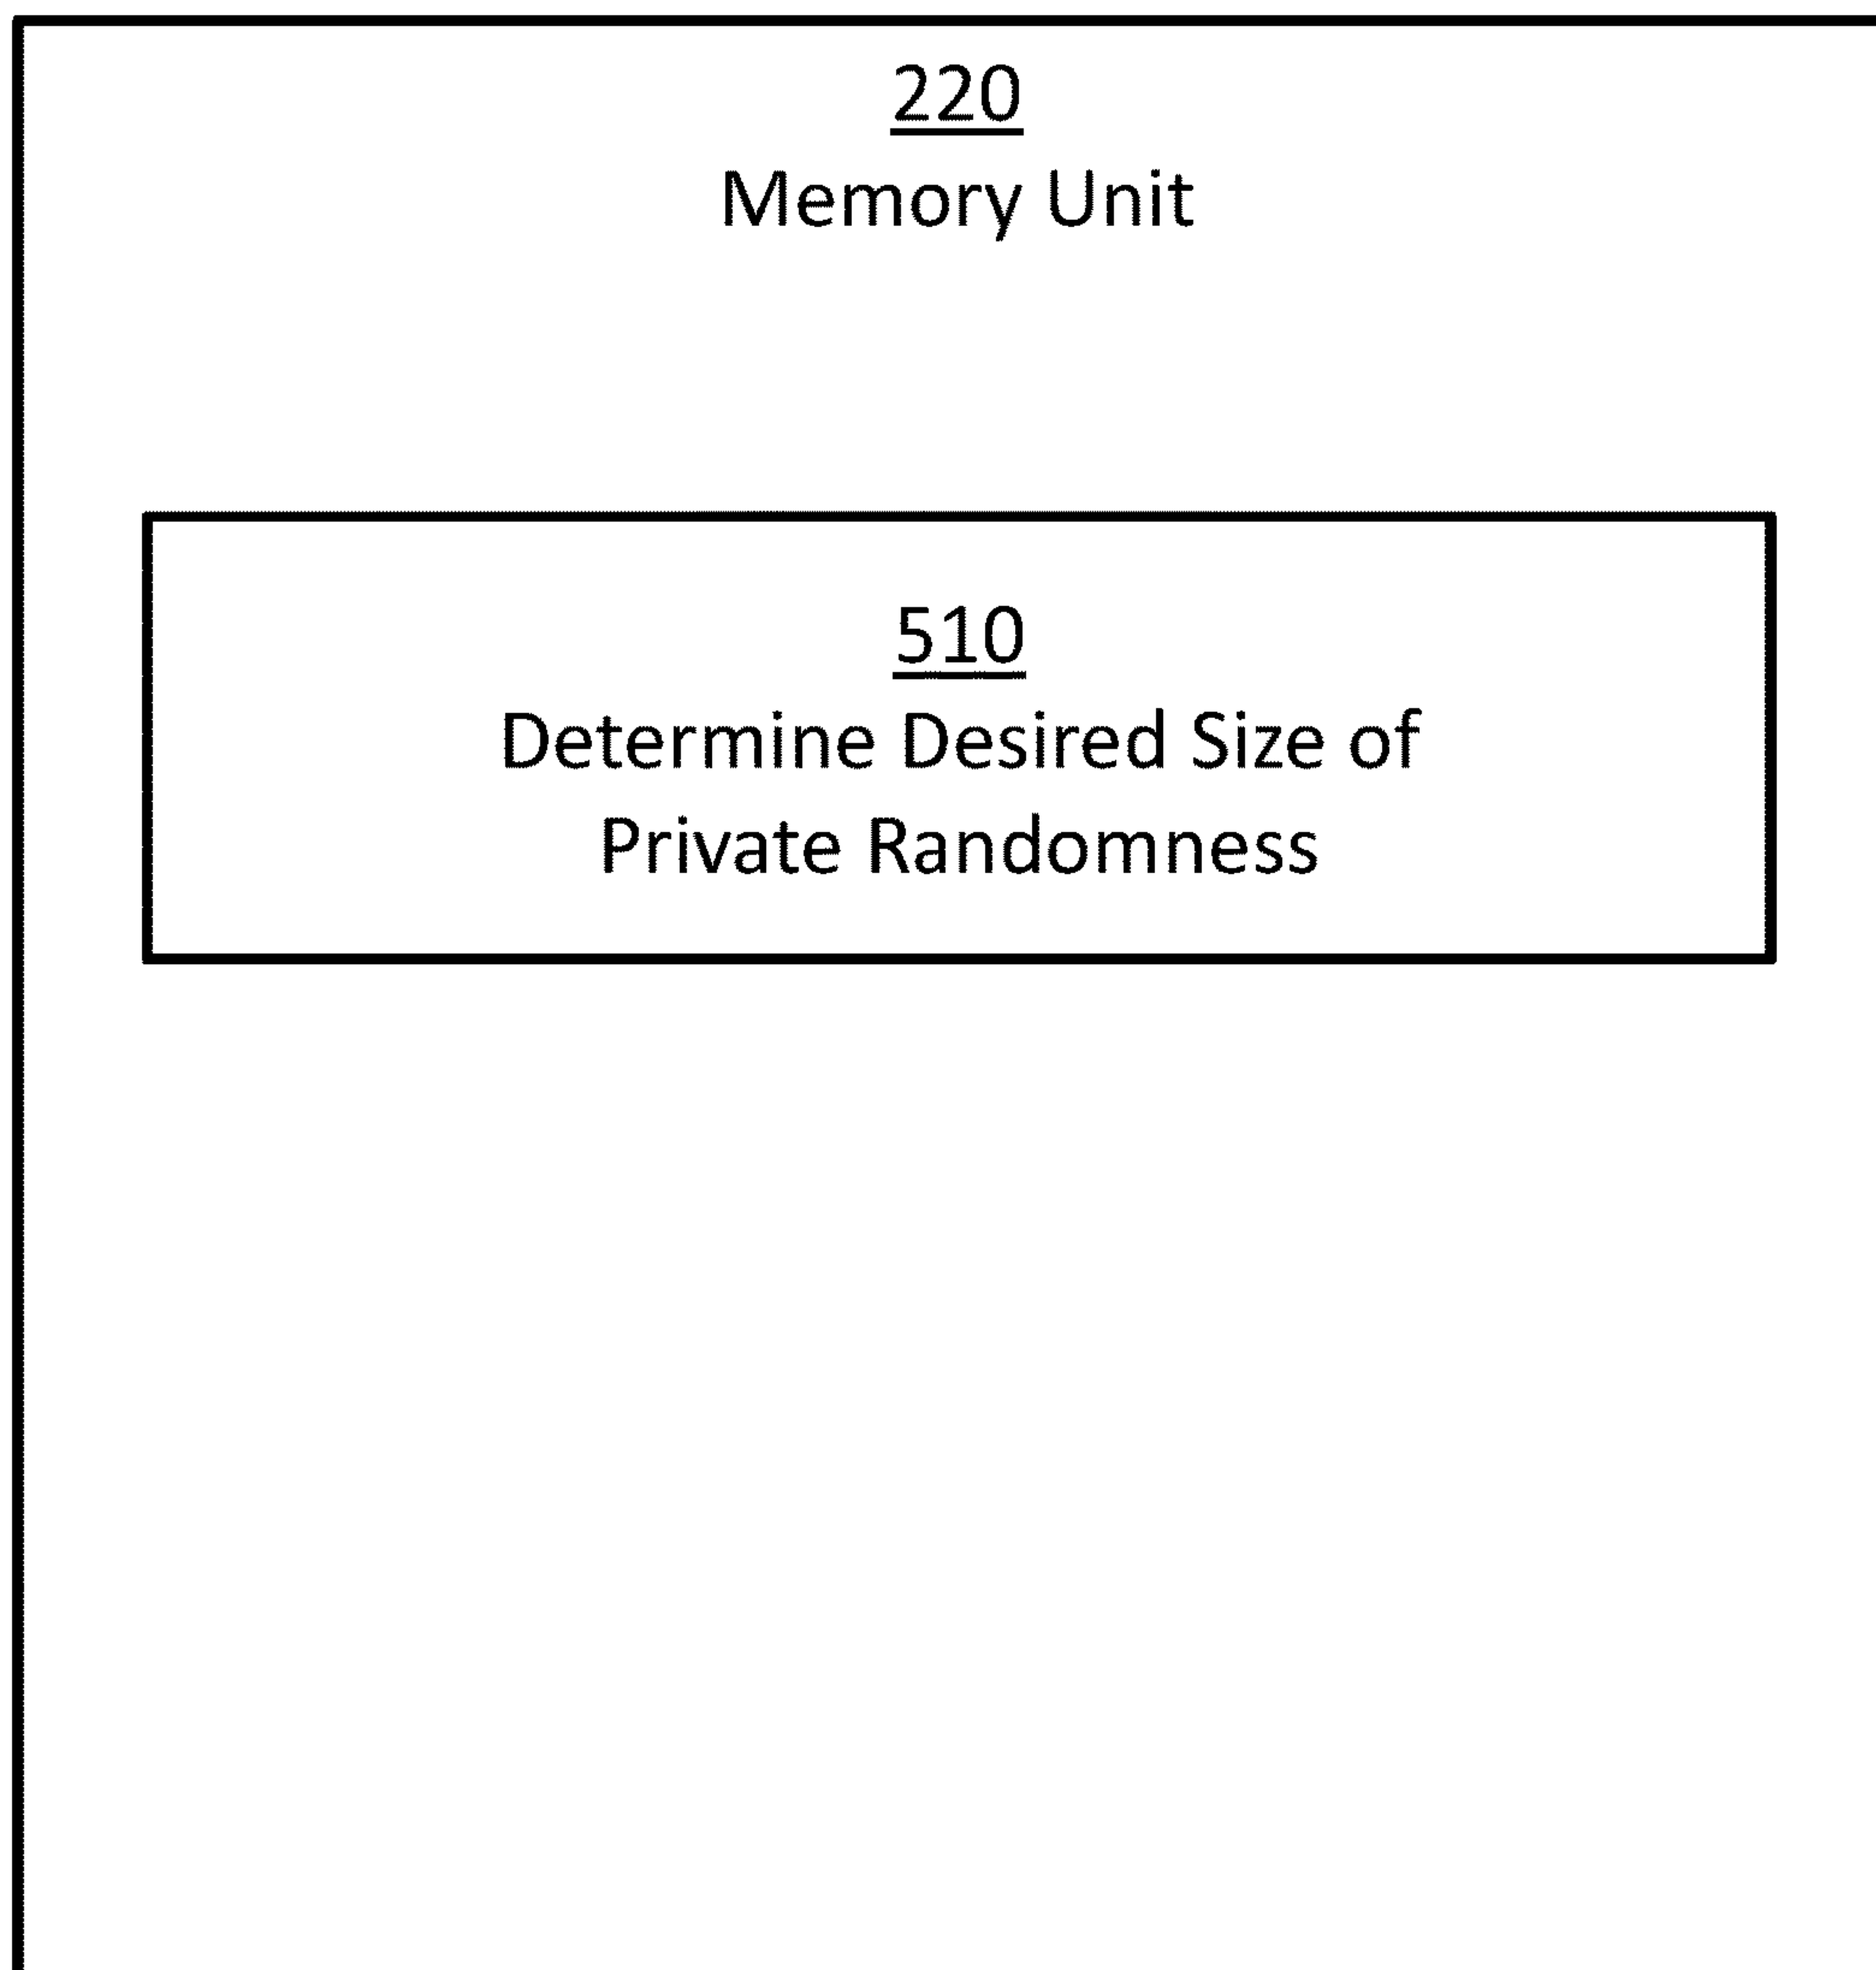 220
Memory Unit
510
Determine Desired Size of
Private Randomness